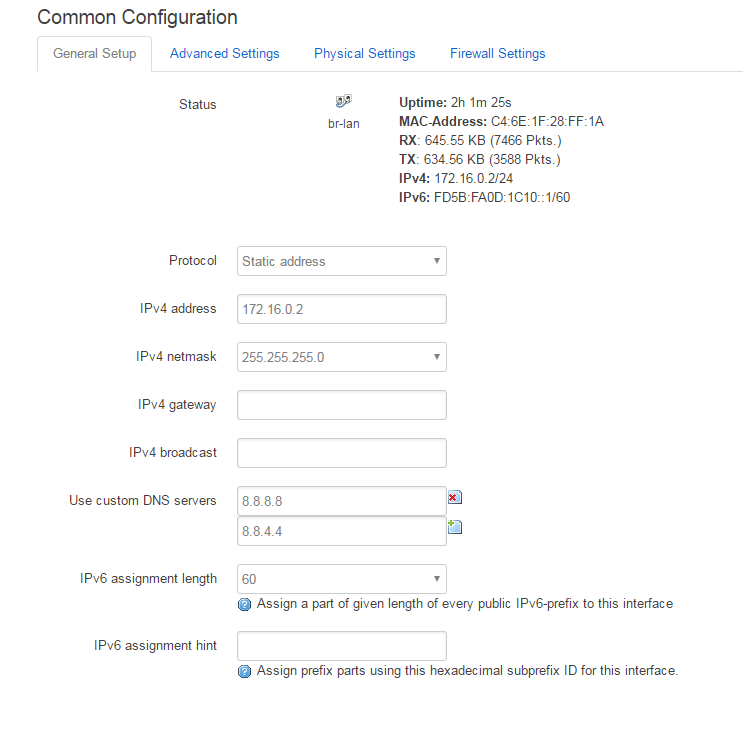 Common Configuration
General Setup
Advanced Settings
Physical Settings
Firewall Settings
Status
br-lan
Uptime: 2h 1m 25s
MAC-Address: C4:6E:1F:28:FF:1A
RX: 645.55 KB (7466 Pkts.)
TX: 634.56 KB (3588 Pkts.)
IPv4: 172.16.0.2/24
IPv6: FD5B:FA0D:1C10::1/60
Protocol
Static address
IPv4 address
172.16.0.2
IPv4 netmask
255.255.255.0
IPv4 gateway
IPv4 broadcast
Use custom DNS servers
8.8.8.8
8.8.4.4
IPv6 assignment length
60
Assign a part of given length of every public IPv6-prefix to this interface
IPv6 assignment hint
Assign prefix parts using this hexadecimal subprefix ID for this interface.